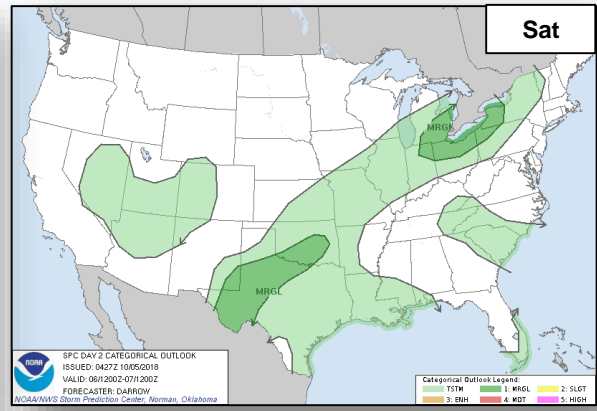 Sat
MRGL
MRGL
NOAA
SPC DAY 2 CATEGORICAL OUTLOOK
ISSUED: 0427Z 10/05/2018
VALID: 06/1200Z-07/1200Z
FORECASTER: DARROW
NOAA/NWS Storm Prediction Center, Norman, Oklahoma
Categorical Outlook Legend:
TSTM 1: MRGL 2: SLGT
3: ENH 4: MDT 5: HIGH